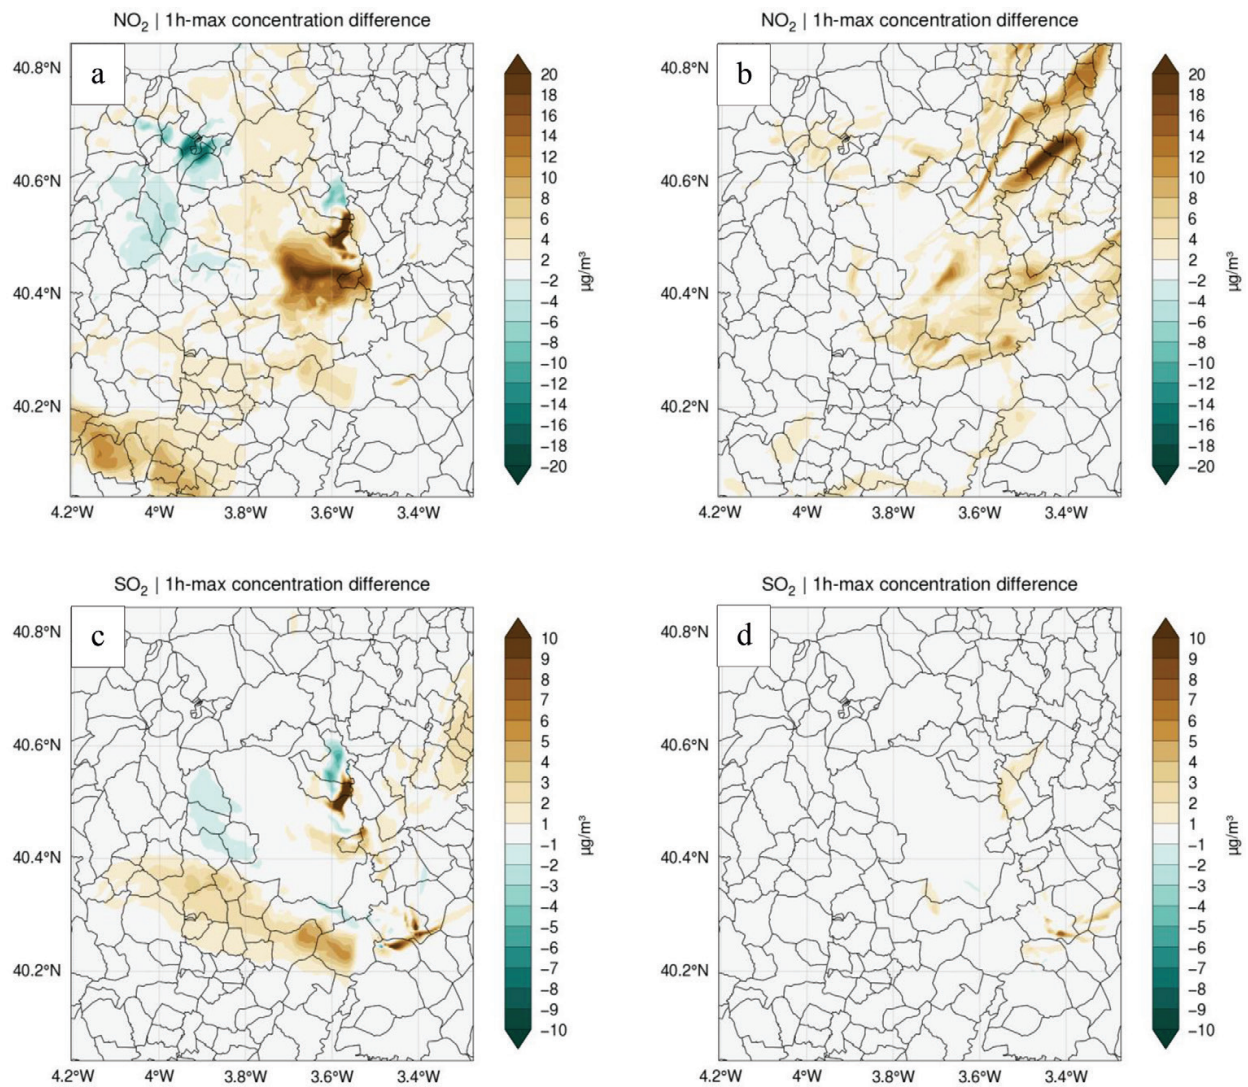 NO₂ | 1h-max concentration difference
a
40.8°N
40.6°N
40.4°N
40.2°N
4.2°W 4°W 3.8°W 3.6°W 3.4°W
20
18
16
14
12
10
8
6
4
2
−2
−4
−6
−8
−10
−12
−14
−16
−18
−20
µg/m³
NO₂ | 1h-max concentration difference
b
40.8°N
40.6°N
40.4°N
40.2°N
4.2°W 4°W 3.8°W 3.6°W 3.4°W
20
18
16
14
12
10
8
6
4
2
−2
−4
−6
−8
−10
−12
−14
−16
−18
−20
µg/m³
SO₂ | 1h-max concentration difference
c
40.8°N
40.6°N
40.4°N
40.2°N
4.2°W 4°W 3.8°W 3.6°W 3.4°W
10
9
8
7
6
5
4
3
2
1
−1
−2
−3
−4
−5
−6
−7
−8
−9
−10
µg/m³
SO₂ | 1h-max concentration difference
d
40.8°N
40.6°N
40.4°N
40.2°N
4.2°W 4°W 3.8°W 3.6°W 3.4°W
10
9
8
7
6
5
4
3
2
1
−1
−2
−3
−4
−5
−6
−7
−8
−9
−10
µg/m³